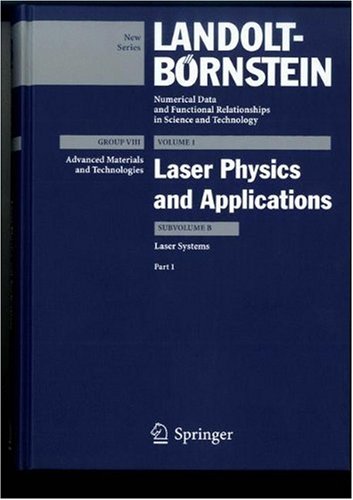 New
Series
LANDOLT-
BÖRNSTEIN
Numerical Data
and Functional Relationships
in Science and Technology
GROUP VIII
Advanced Materials
and Technologies
VOLUME 1
Laser Physics
and Applications
SUBVOLUME B
Laser Systems
Part 1
Springer